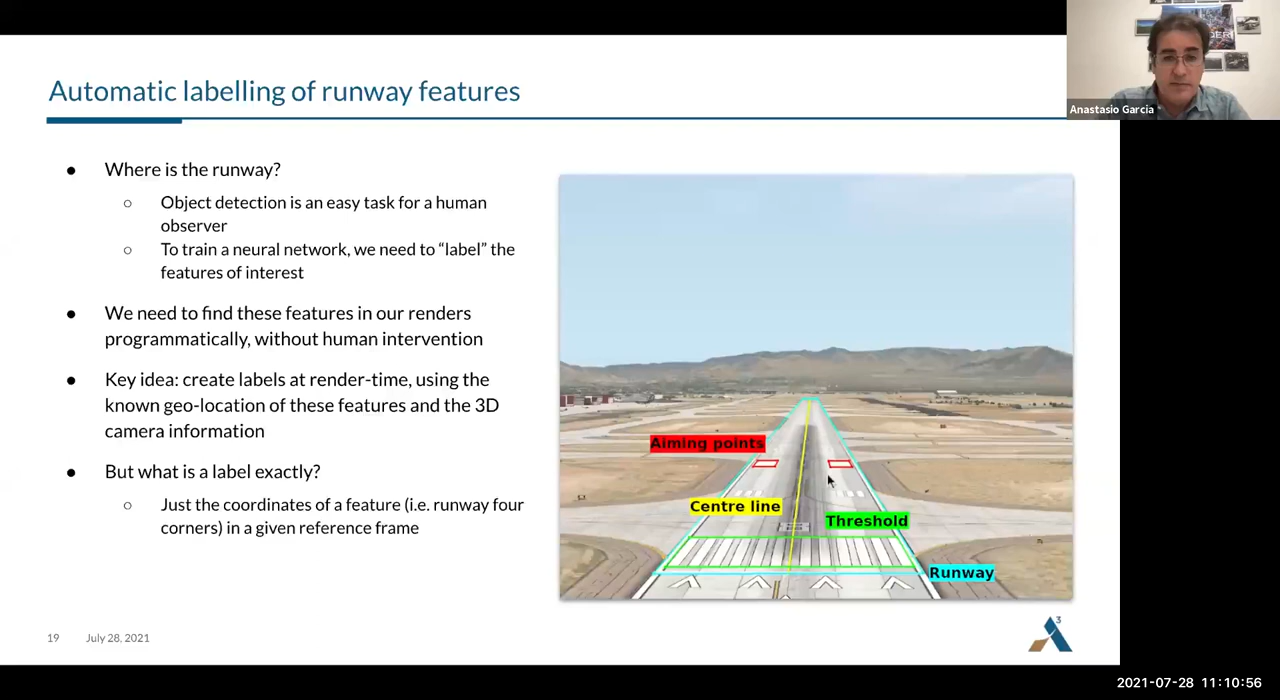 Automatic labelling of runway features
● Where is the runway?
○ Object detection is an easy task for a human
observer
○ To train a neural network, we need to “label” the
features of interest
● We need to find these features in our renders
programmatically, without human intervention
● Key idea: create labels at render-time, using the
known geo-location of these features and the 3D
camera information
● But what is a label exactly?
○ Just the coordinates of a feature (i.e. runway four
corners) in a given reference frame
Aiming points
Centre line
Threshold
Runway
19 July 28, 2021
3
Anastasio Garcia
2021-07-28 11:10:56